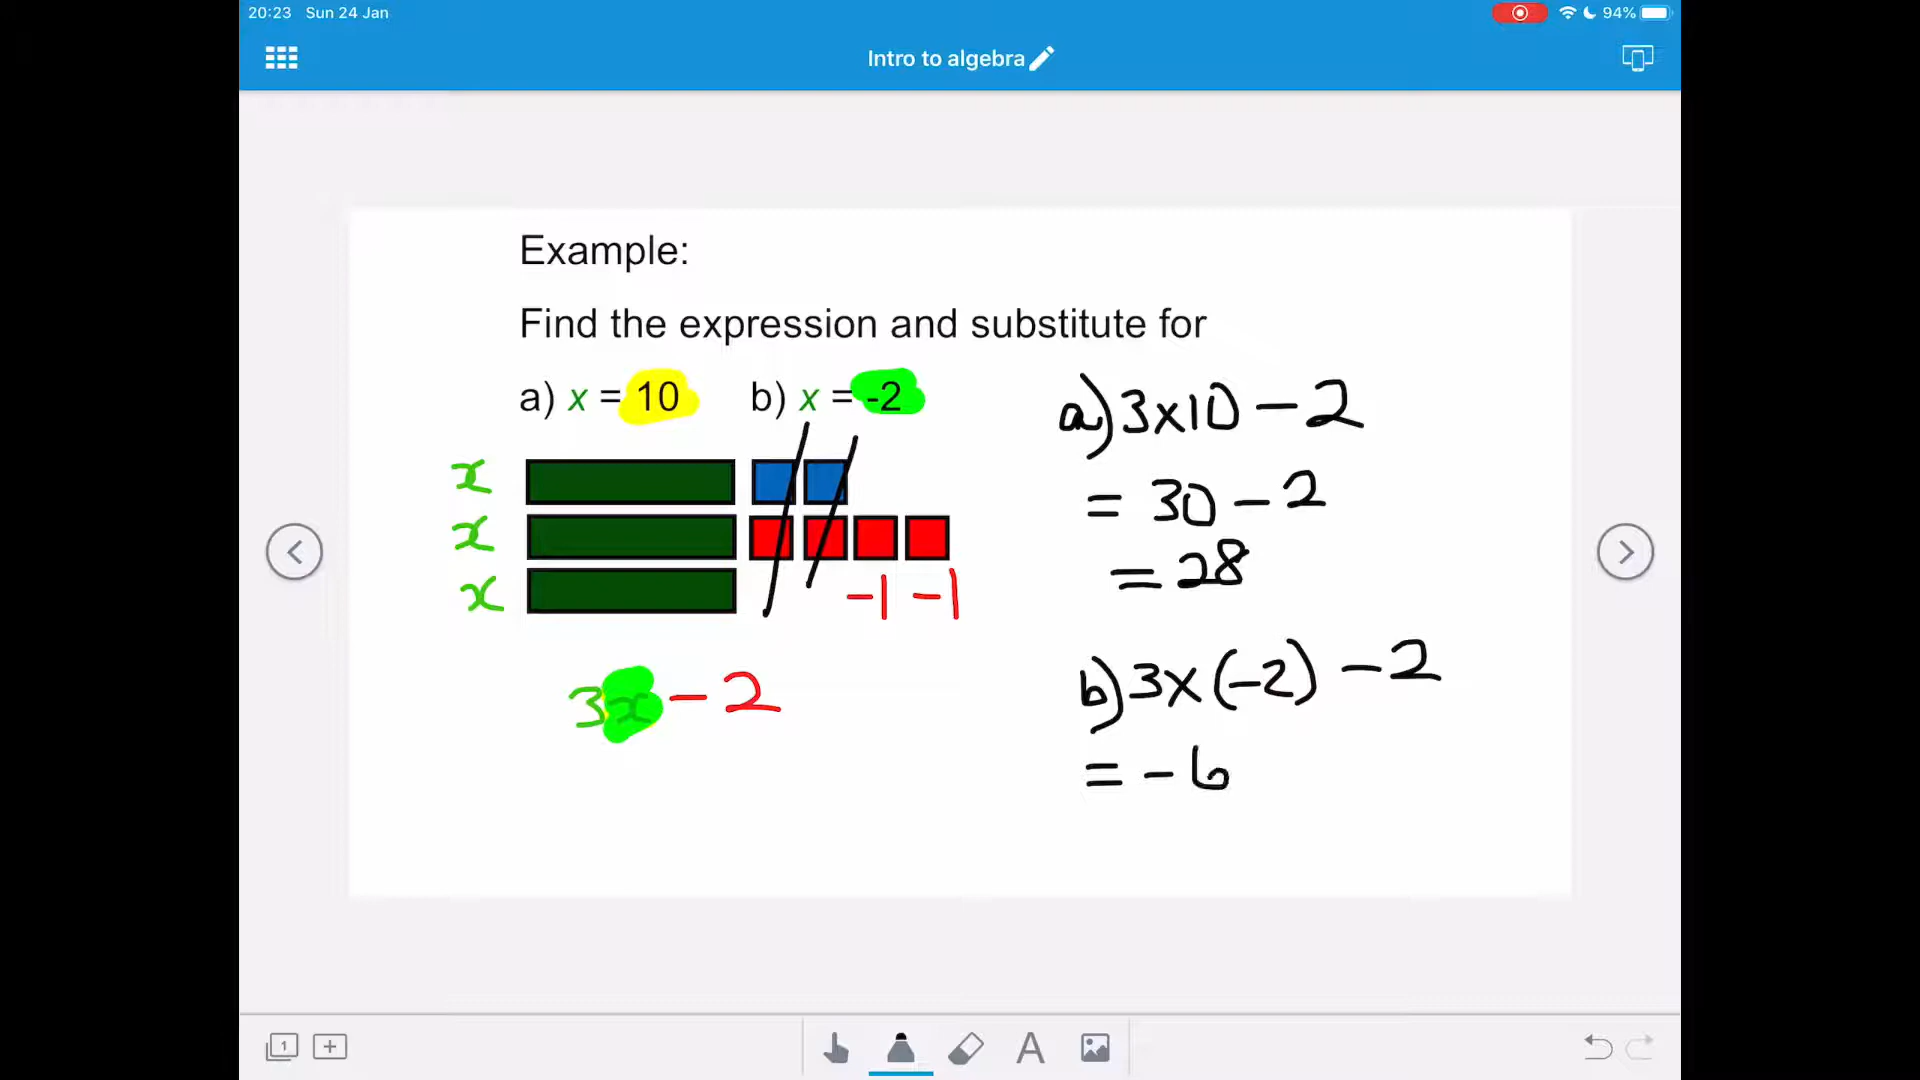 20:23 Sun 24 Jan 94%
Intro to algebra
Example:
Find the expression and substitute for
a) x = 10 b) x = -2
x
x
x
-1 -1
3x - 2
a) 3x10 - 2
= 30 - 2
= 28
b) 3x(-2) - 2
= - 6
1
A